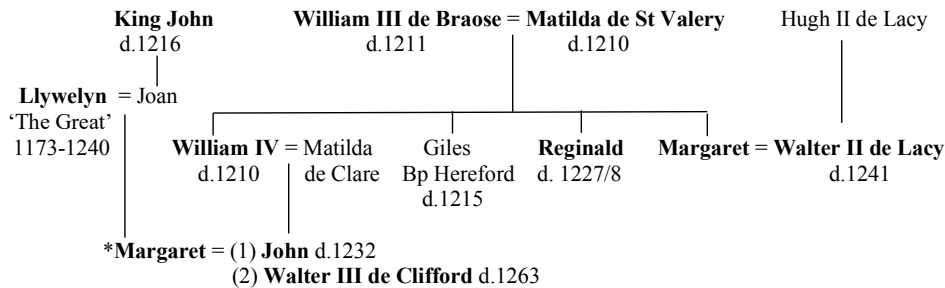 King John William III de Braose = Matilda de St Valery Hugh II de Lacy
d.1216 d.1211 d.1210
Llywelyn = Joan
‘The Great’
1173-1240 William IV = Matilda Giles Reginald Margaret = Walter II de Lacy
d.1210 de Clare Bp Hereford d. 1227/8 d.1241
d.1215
*Margaret = (1) John d.1232
(2) Walter III de Clifford d.1263